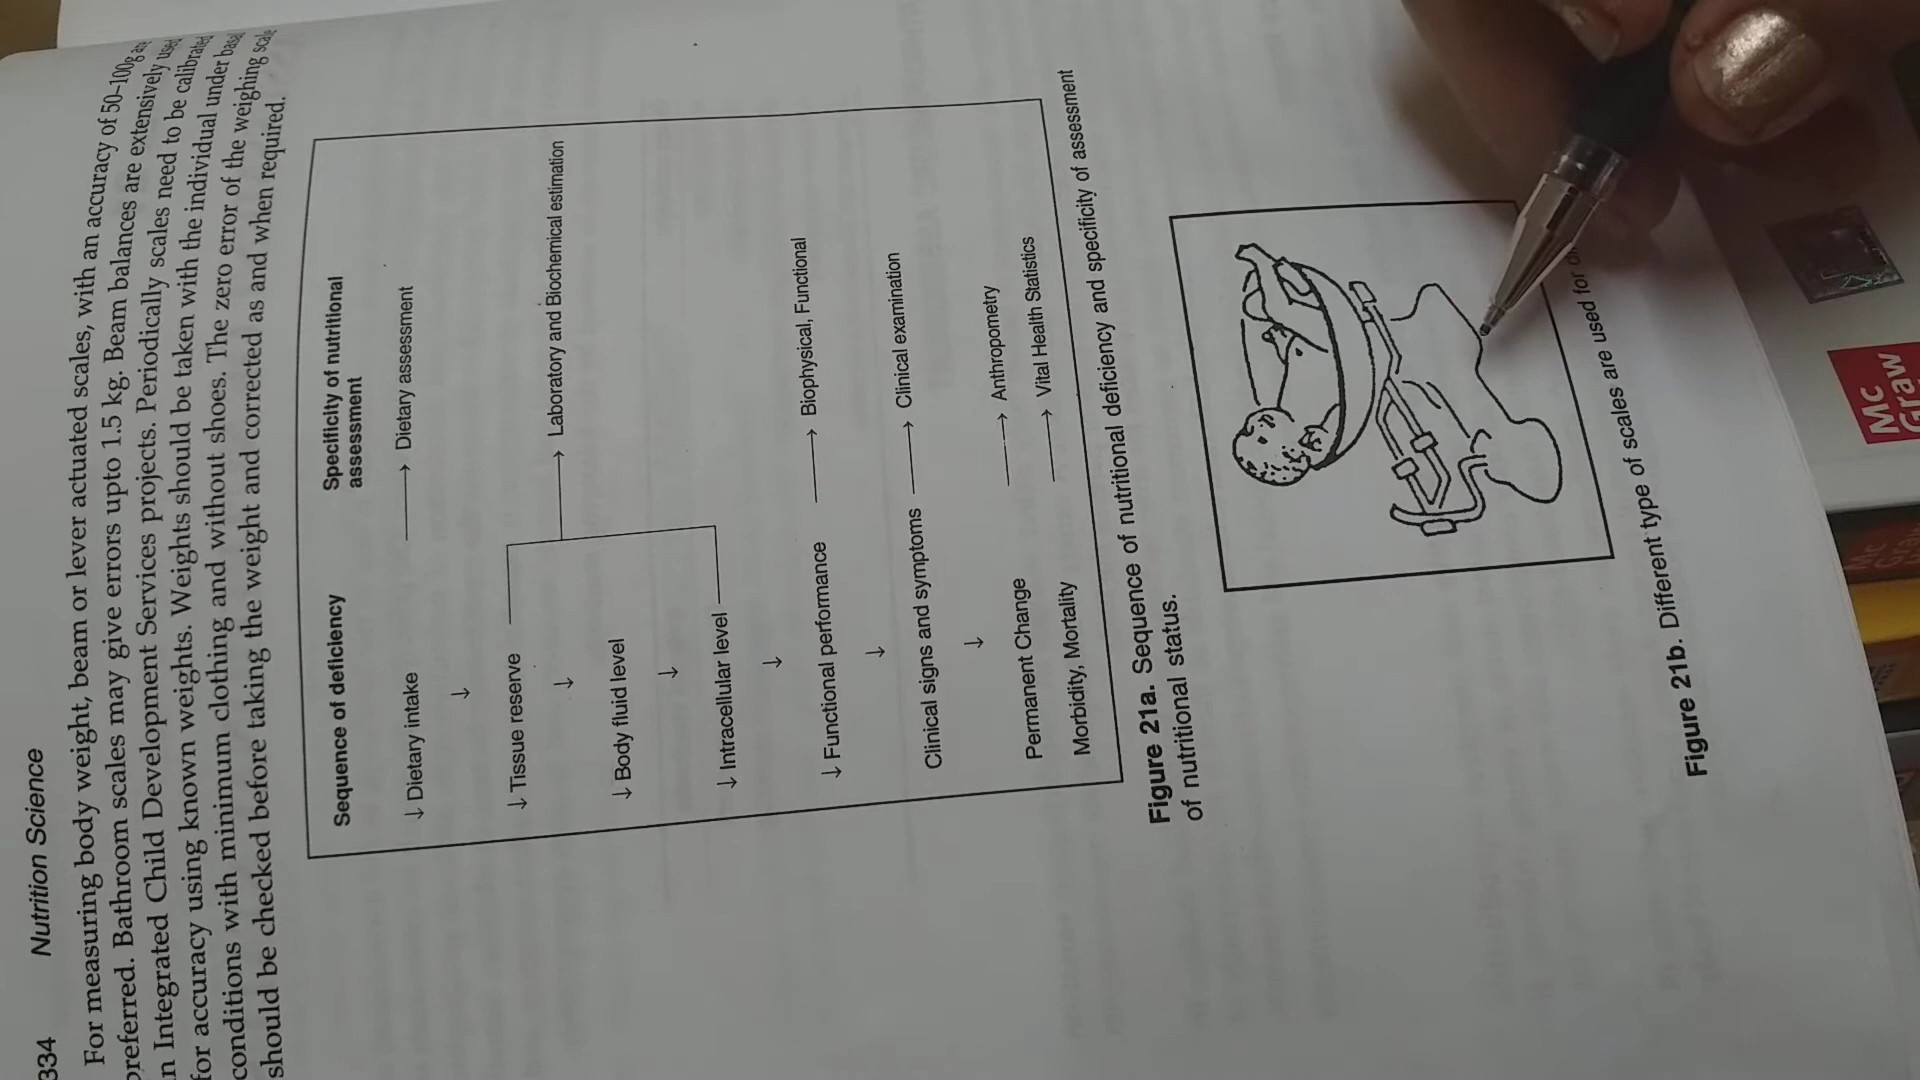 334 Nutrition Science
For measuring body weight, beam or lever actuated scales, with an accuracy of 50–100g are
preferred. Bathroom scales may give errors upto 1.5 kg. Beam balances are extensively used
in Integrated Child Development Services projects. Periodically scales need to be calibrated
for accuracy using known weights. Weights should be taken with the individual under basal
conditions with minimum clothing and without shoes. The zero error of the weighing scale
should be checked before taking the weight and corrected as and when required.
Sequence of deficiency Specificity of nutritional
assessment
↓ Dietary intake → Dietary assessment
↓
↓ Tissue reserve
↓ → Laboratory and Biochemical estimation
↓ Body fluid level
↓
↓ Intracellular level
↓
↓ Functional performance → Biophysical, Functional
↓
Clinical signs and symptoms → Clinical examination
↓
Permanent Change → Anthropometry
Morbidity, Mortality → Vital Health Statistics
Figure 21a. Sequence of nutritional deficiency and specificity of assessment
of nutritional status.
Figure 21b. Different type of scales are used for
Mc
Graw
Mc
Graw